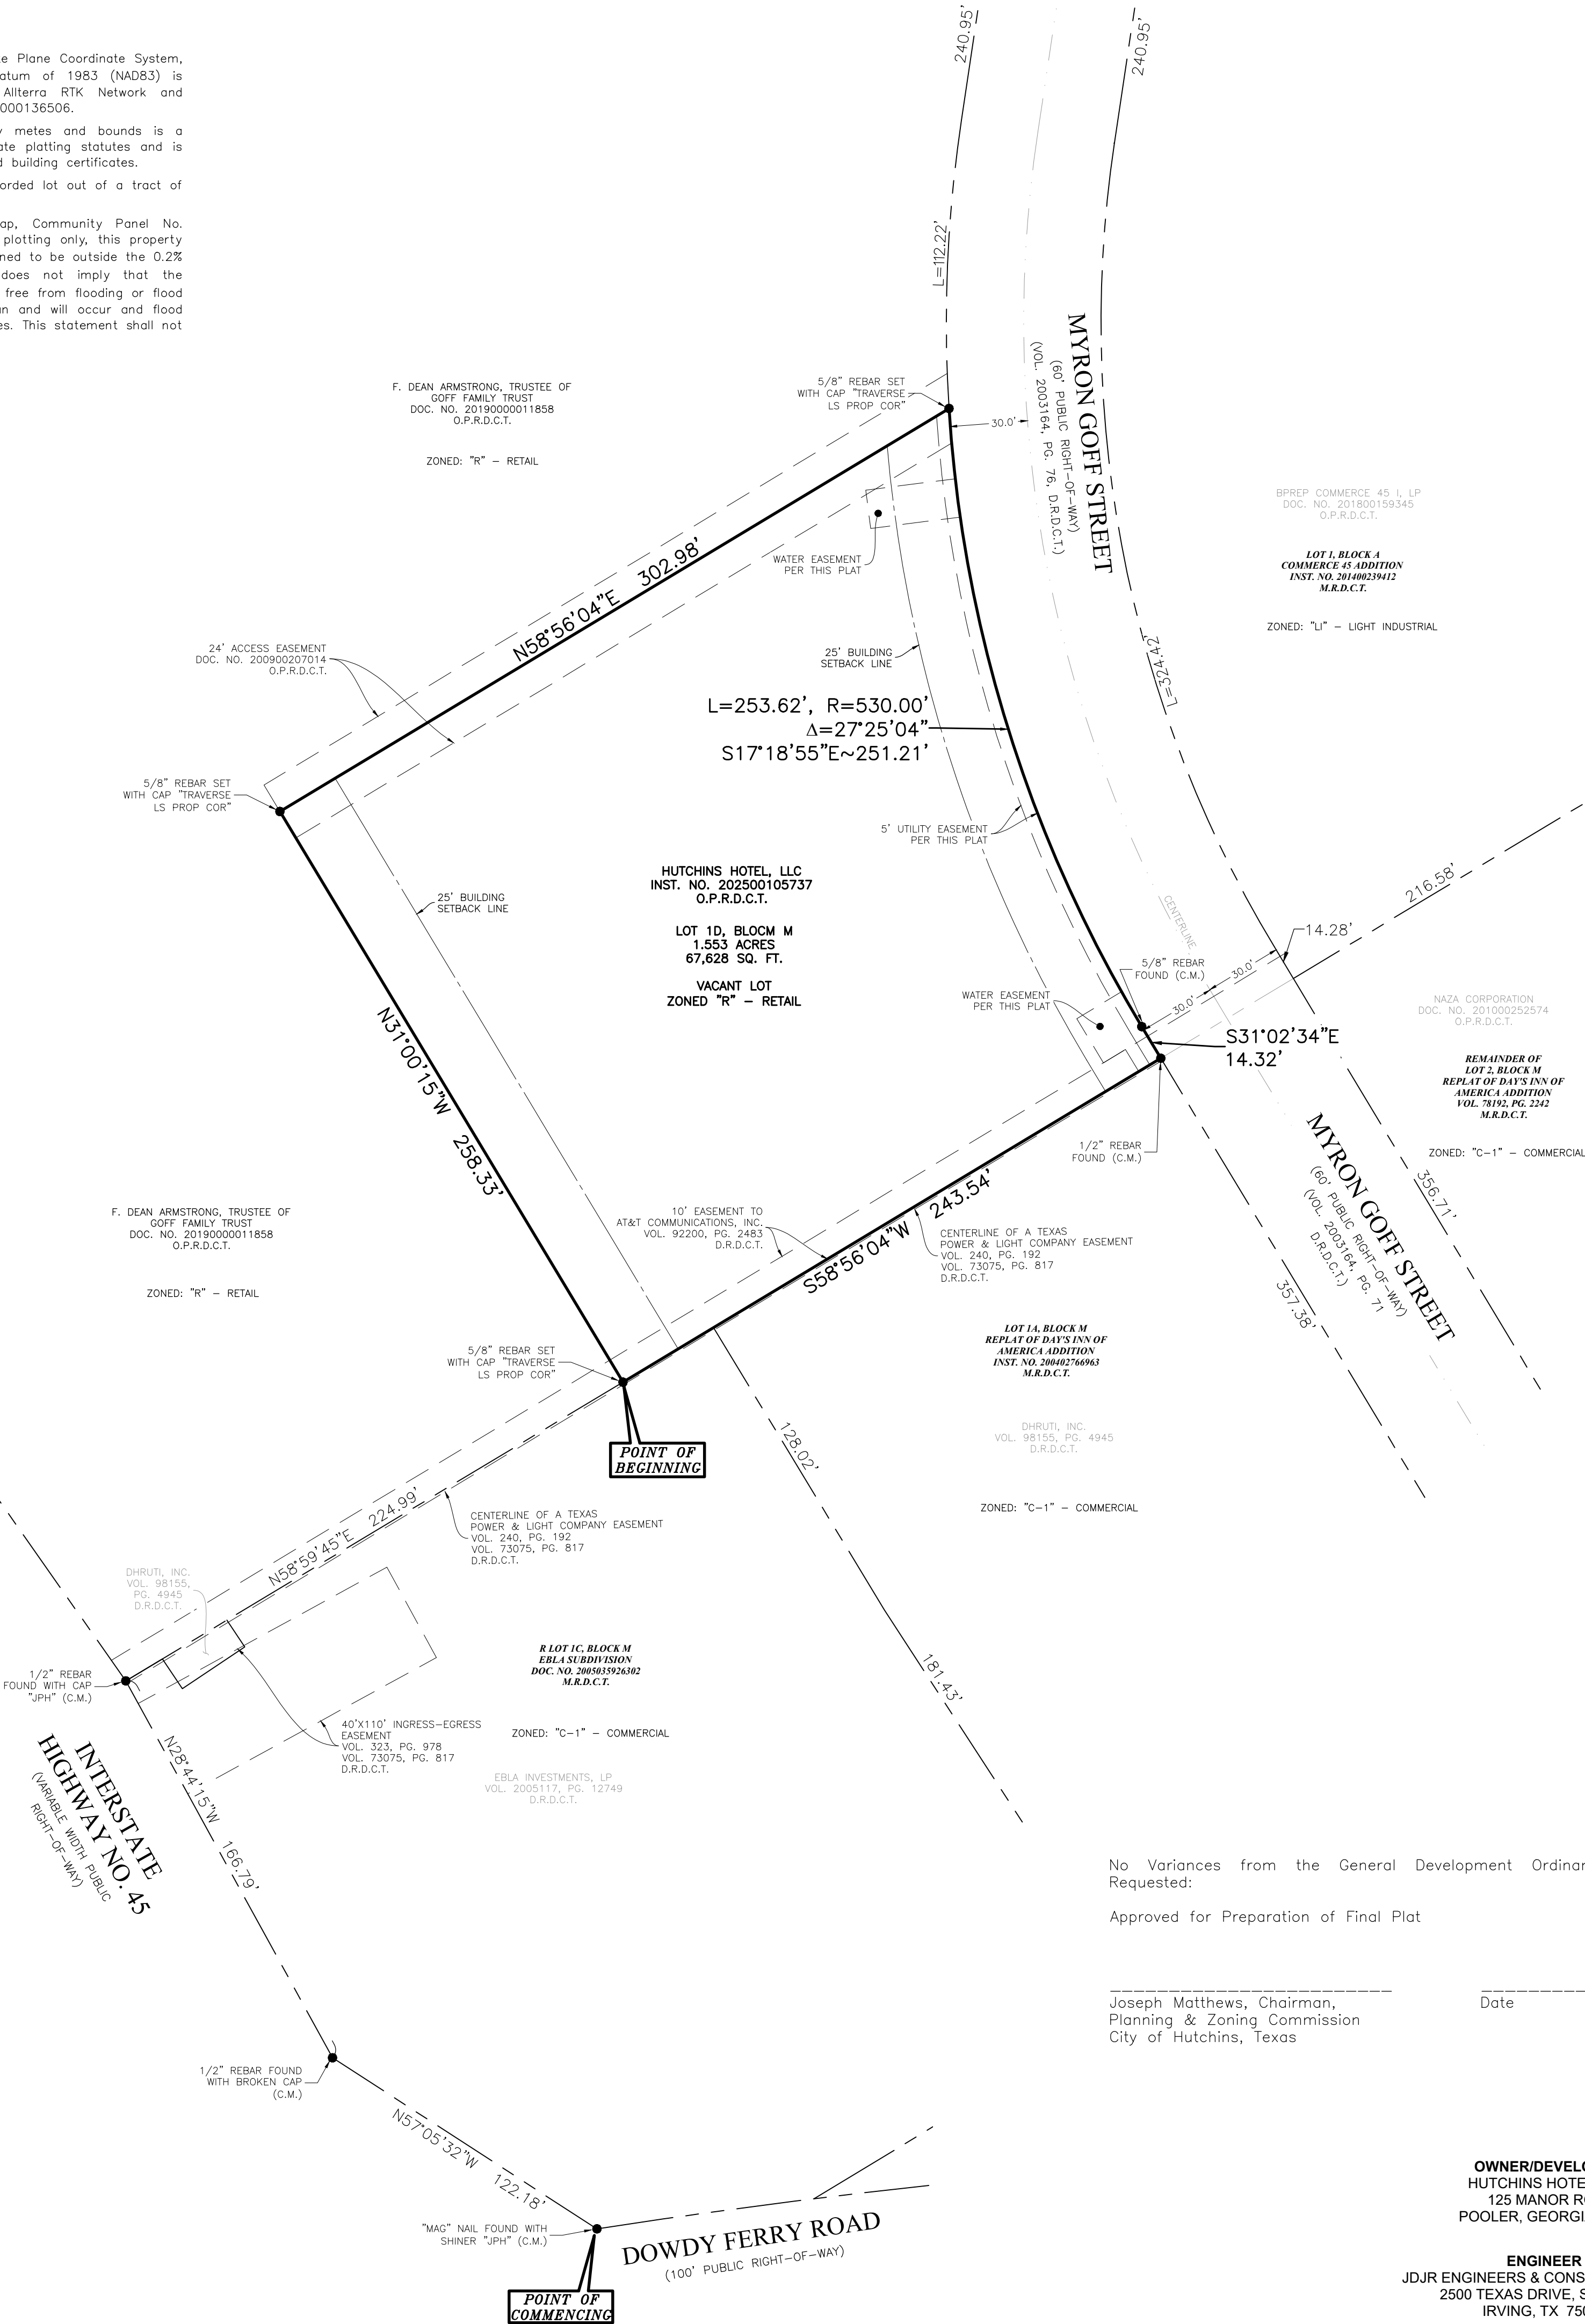 e Plane Coordinate System,
atum of 1983 (NAD83) is
Allterra RTK Network and
000136506.
y metes and bounds is a
ate platting statutes and is
d building certificates.
orded lot out of a tract of
ap, Community Panel No.
plotting only, this property
ned to be outside the 0.2%
does not imply that the
free from flooding or flood
an and will occur and flood
es. This statement shall not
240.95'
240.95'
L=112.22'
F. DEAN ARMSTRONG, TRUSTEE OF
GOFF FAMILY TRUST
DOC. NO. 20190000011858
O.P.R.D.C.T.
ZONED: "R" – RETAIL
5/8" REBAR SET
WITH CAP "TRAVERSE
LS PROP COR"
30.0'
MYRON GOFF STREET
(60' PUBLIC RIGHT–OF–WAY)
(VOL. 2003164, PG. 76, D.R.D.C.T.)
BPREP COMMERCE 45 I, LP
DOC. NO. 201800159345
O.P.R.D.C.T.
LOT 1, BLOCK A
COMMERCE 45 ADDITION
INST. NO. 201400239412
M.R.D.C.T.
ZONED: "LI" – LIGHT INDUSTRIAL
WATER EASEMENT
PER THIS PLAT
N58°56'04"E 302.98'
24' ACCESS EASEMENT
DOC. NO. 200900207014
O.P.R.D.C.T.
25' BUILDING
SETBACK LINE
L=324.42'
L=253.62', R=530.00'
Δ=27°25'04"
S17°18'55"E~251.21'
5/8" REBAR SET
WITH CAP "TRAVERSE
LS PROP COR"
5' UTILITY EASEMENT
PER THIS PLAT
HUTCHINS HOTEL, LLC
INST. NO. 202500105737
O.P.R.D.C.T.
LOT 1D, BLOCM M
1.553 ACRES
67,628 SQ. FT.
VACANT LOT
ZONED "R" – RETAIL
25' BUILDING
SETBACK LINE
CENTERLINE
216.58'
14.28'
5/8" REBAR
FOUND (C.M.)
30.0'
30.0'
WATER EASEMENT
PER THIS PLAT
S31°02'34"E
14.32'
NAZA CORPORATION
DOC. NO. 201000252574
O.P.R.D.C.T.
REMAINDER OF
LOT 2, BLOCK M
REPLAT OF DAY'S INN OF
AMERICA ADDITION
VOL. 78192, PG. 2242
M.R.D.C.T.
ZONED: "C–1" – COMMERCIAL
N31°00'15"W 258.33'
1/2" REBAR
FOUND (C.M.)
MYRON GOFF STREET
(60' PUBLIC RIGHT–OF–WAY)
(VOL. 2003164, PG. 71
D.R.D.C.T.)
356.71'
357.38'
F. DEAN ARMSTRONG, TRUSTEE OF
GOFF FAMILY TRUST
DOC. NO. 20190000011858
O.P.R.D.C.T.
ZONED: "R" – RETAIL
10' EASEMENT TO
AT&T COMMUNICATIONS, INC.
VOL. 92200, PG. 2483
D.R.D.C.T.
S58°56'04"W 243.54'
CENTERLINE OF A TEXAS
POWER & LIGHT COMPANY EASEMENT
VOL. 240, PG. 192
VOL. 73075, PG. 817
D.R.D.C.T.
LOT 1A, BLOCK M
REPLAT OF DAY'S INN OF
AMERICA ADDITION
INST. NO. 200402766963
M.R.D.C.T.
DHRUTI, INC.
VOL. 98155, PG. 4945
D.R.D.C.T.
ZONED: "C–1" – COMMERCIAL
5/8" REBAR SET
WITH CAP "TRAVERSE
LS PROP COR"
POINT OF
BEGINNING
128.02'
181.43'
N58°59'45"E 224.99'
CENTERLINE OF A TEXAS
POWER & LIGHT COMPANY EASEMENT
VOL. 240, PG. 192
VOL. 73075, PG. 817
D.R.D.C.T.
DHRUTI, INC.
VOL. 98155,
PG. 4945
D.R.D.C.T.
1/2" REBAR
FOUND WITH CAP
"JPH" (C.M.)
R LOT 1C, BLOCK M
EBLA SUBDIVISION
DOC. NO. 2005035926302
M.R.D.C.T.
ZONED: "C–1" – COMMERCIAL
EBLA INVESTMENTS, LP
VOL. 2005117, PG. 12749
D.R.D.C.T.
40'X110' INGRESS–EGRESS
EASEMENT
VOL. 323, PG. 978
VOL. 73075, PG. 817
D.R.D.C.T.
INTERSTATE
HIGHWAY NO. 45
(VARIABLE WIDTH PUBLIC
RIGHT–OF–WAY)
N28°44'15"W 166.79'
No Variances from the General Development Ordinar
Requested:
Approved for Preparation of Final Plat
Joseph Matthews, Chairman,
Planning & Zoning Commission
City of Hutchins, Texas
Date
1/2" REBAR FOUND
WITH BROKEN CAP
(C.M.)
N57°05'32"W 122.18'
"MAG" NAIL FOUND WITH
SHINER "JPH" (C.M.)
DOWDY FERRY ROAD
(100' PUBLIC RIGHT–OF–WAY)
POINT OF
COMMENCING
OWNER/DEVELO
HUTCHINS HOTE
125 MANOR RO
POOLER, GEORGI
ENGINEER
JDJR ENGINEERS & CONS
2500 TEXAS DRIVE, S
IRVING, TX 750